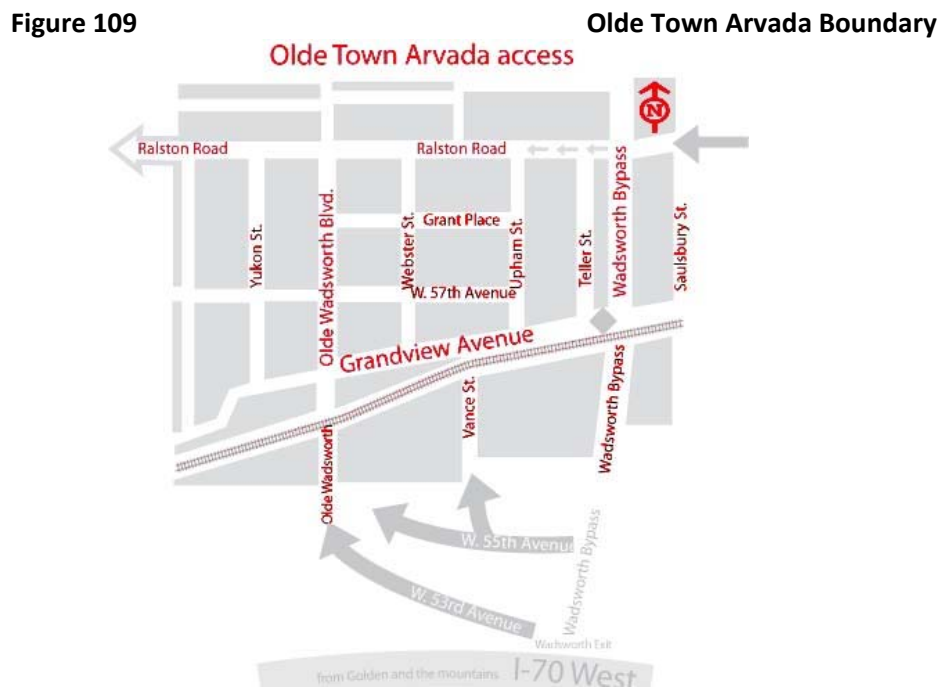 Figure 109
Olde Town Arvada Boundary
Olde Town Arvada access
N
Ralston Road
Ralston Road
Wadsworth Bypass
Olde Wadsworth Blvd.
Grant Place
Yukon St.
Webster St.
Upham St.
Teller St.
Saulsbury St.
W. 57th Avenue
Grandview Avenue
Vance St.
Wadsworth Bypass
Olde Wadsworth
W. 55th Avenue
Wadsworth Bypass
W. 53rd Avenue
Wadsworth Exit
from Golden and the mountains I-70 West